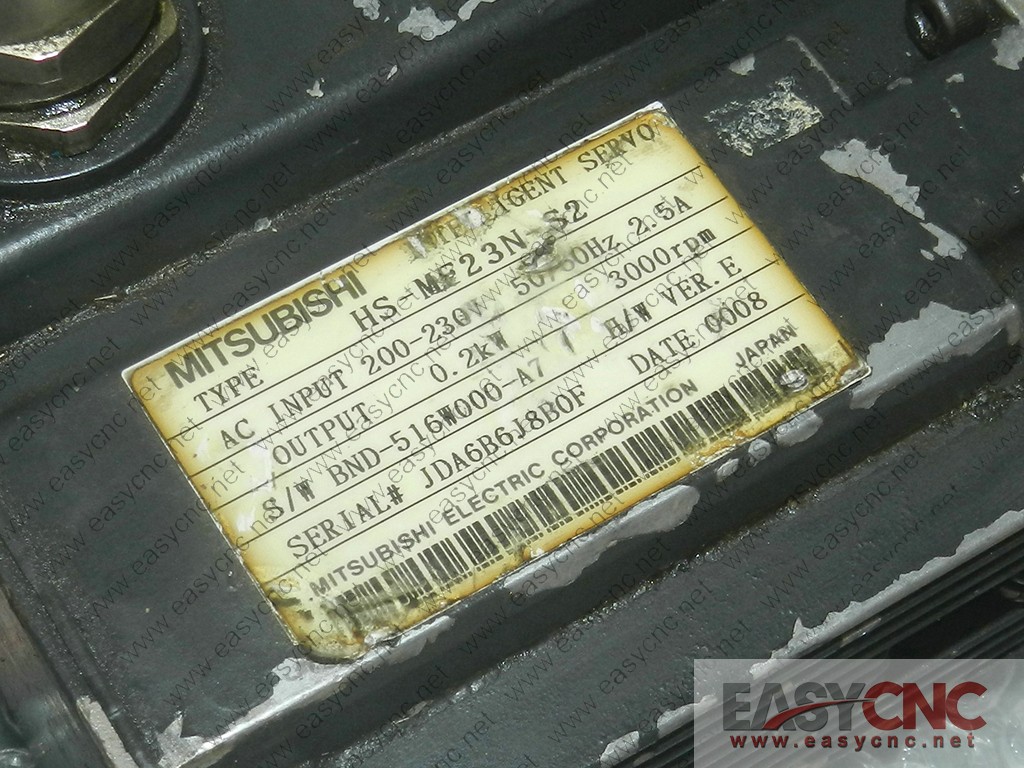 MITSUBISHI INTELLIGENT SERVO
TYPE HS-MF23N S2
AC INPUT 200-230V 50/60Hz 2.5A
OUTPUT 0.2kW 3000rpm
S/W BND-516W000-A7 H/W VER. E
SERIAL# JDA6B6J8B0F DATE 0008
MITSUBISHI ELECTRIC CORPORATION JAPAN
EASYCNC
www.easycnc.net